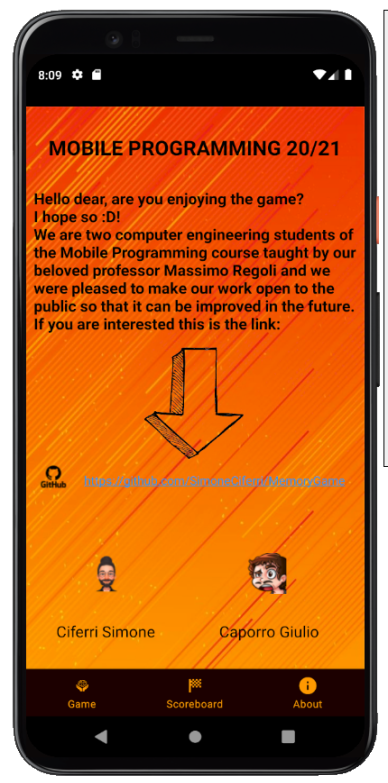 8:09
MOBILE PROGRAMMING 20/21
Hello dear, are you enjoying the game?
I hope so :D!
We are two computer engineering students of
the Mobile Programming course taught by our
beloved professor Massimo Regoli and we
were pleased to make our work open to the
public so that it can be improved in the future.
If you are interested this is the link:
GitHub
https://github.com/SimoneCiferri/MemoryGame
Ciferri Simone
Caporro Giulio
Game
Scoreboard
About